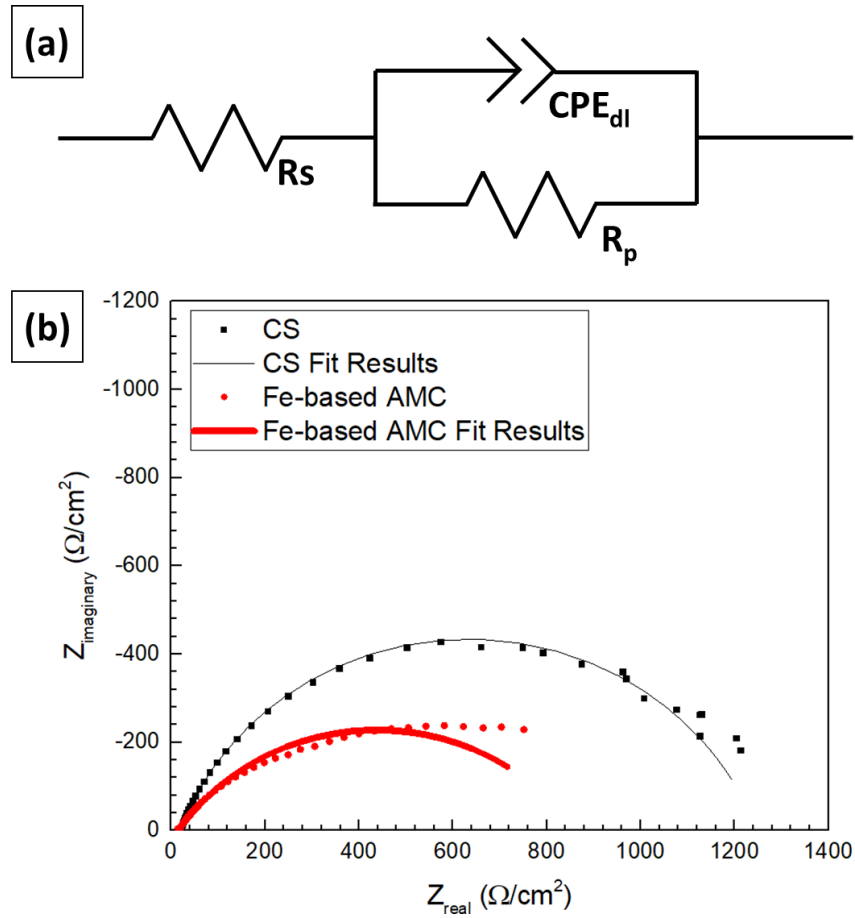 (a)
CPEdl
Rs
Rp
(b)
-1200
-1000
-800
-600
-400
-200
0
Zimaginary (Ω/cm²)
CS
CS Fit Results
Fe-based AMC
Fe-based AMC Fit Results
0 200 400 600 800 1000 1200 1400
Zreal (Ω/cm²)